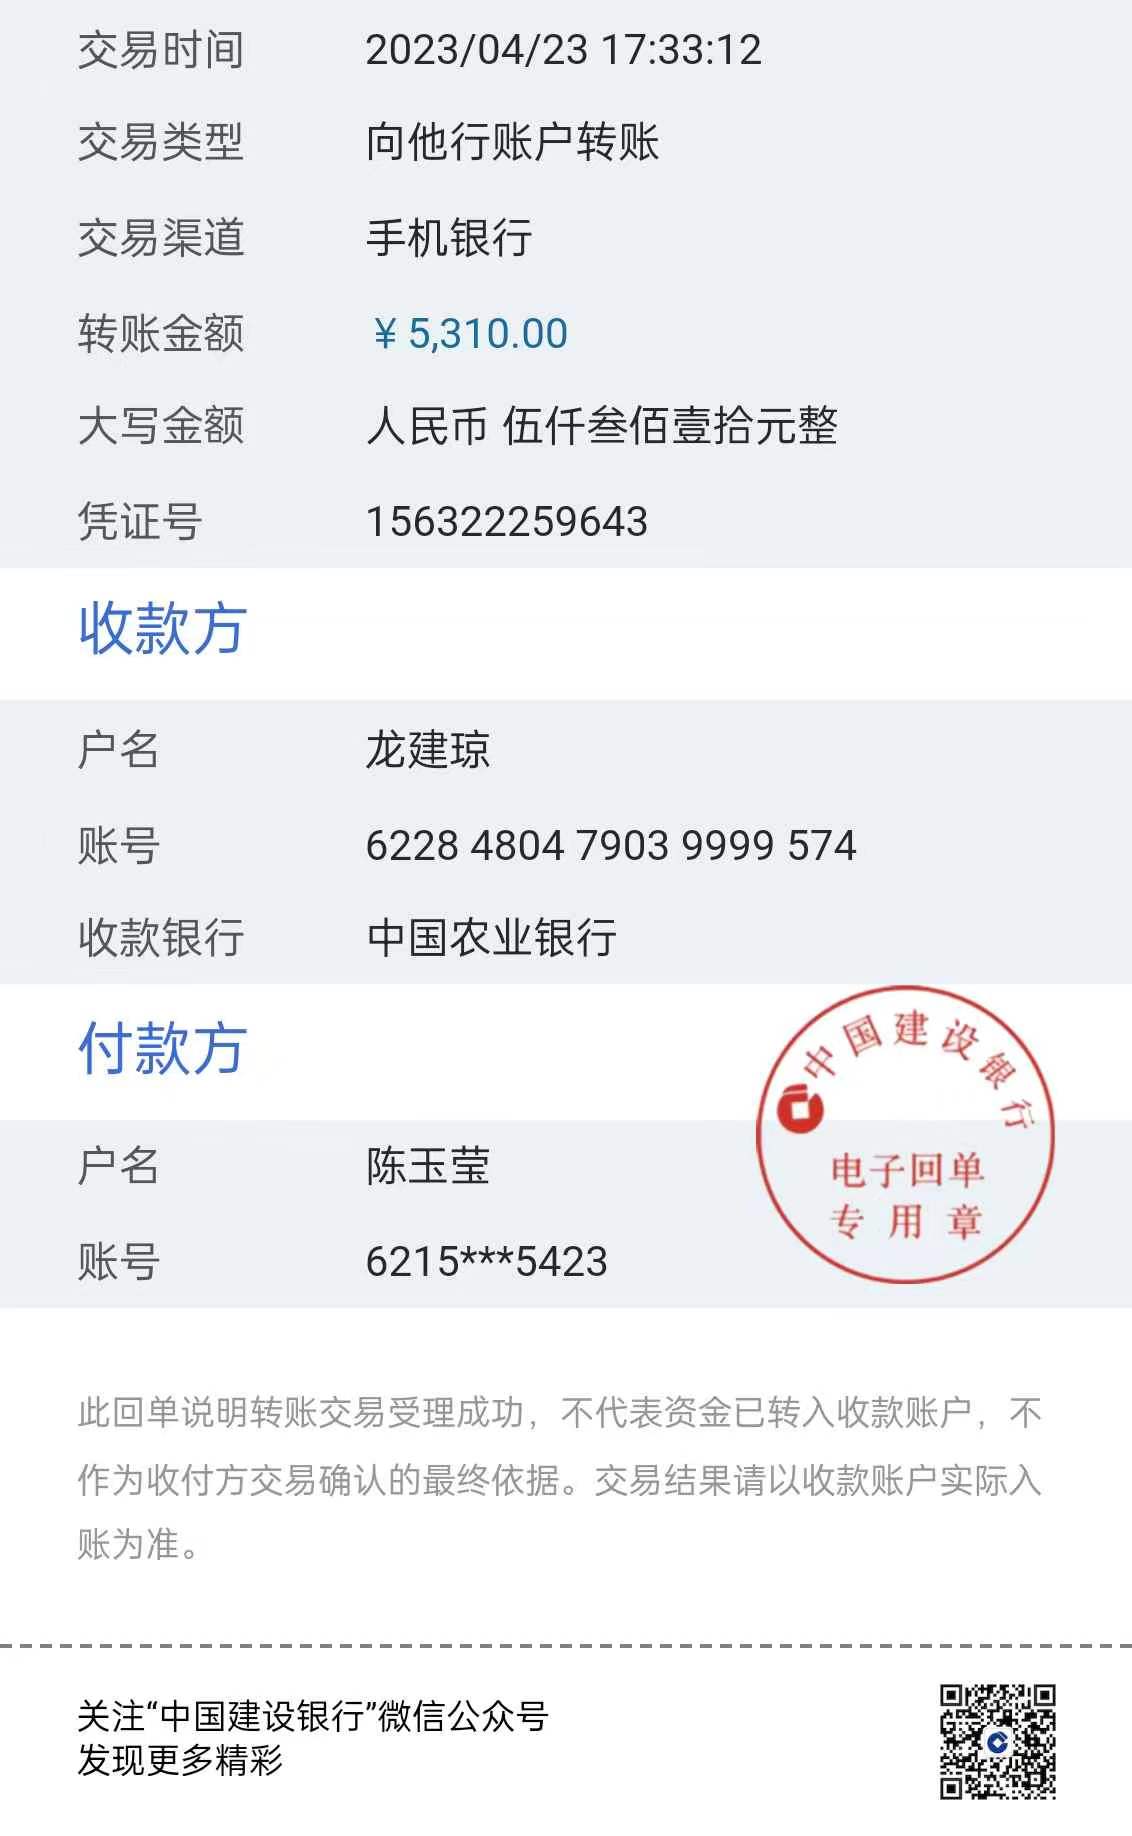 交易时间 2023/04/23 17:33:12
交易类型 向他行账户转账
交易渠道 手机银行
转账金额 ¥ 5,310.00
大写金额 人民币 伍仟叁佰壹拾元整
凭证号 156322259643
收款方
户名 龙建琼
账号 6228 4804 7903 9999 574
收款银行 中国农业银行
付款方
户名 陈玉莹
账号 6215***5423
中国建设银行
电子回单
专用章
此回单说明转账交易受理成功，不代表资金已转入收款账户，不
作为收付方交易确认的最终依据。交易结果请以收款账户实际入
账为准。
关注“中国建设银行”微信公众号
发现更多精彩